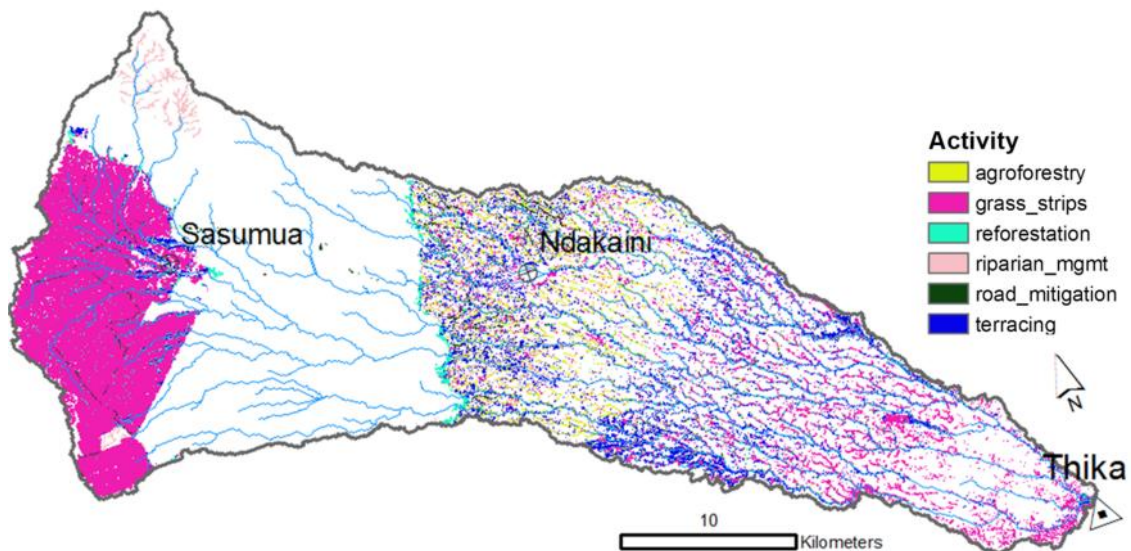 Activity
agroforestry
grass_strips
Sasumua
reforestation
Ndakaini
riparian_mgmt
road_mitigation
terracing
N
Thika
10
Kilometers